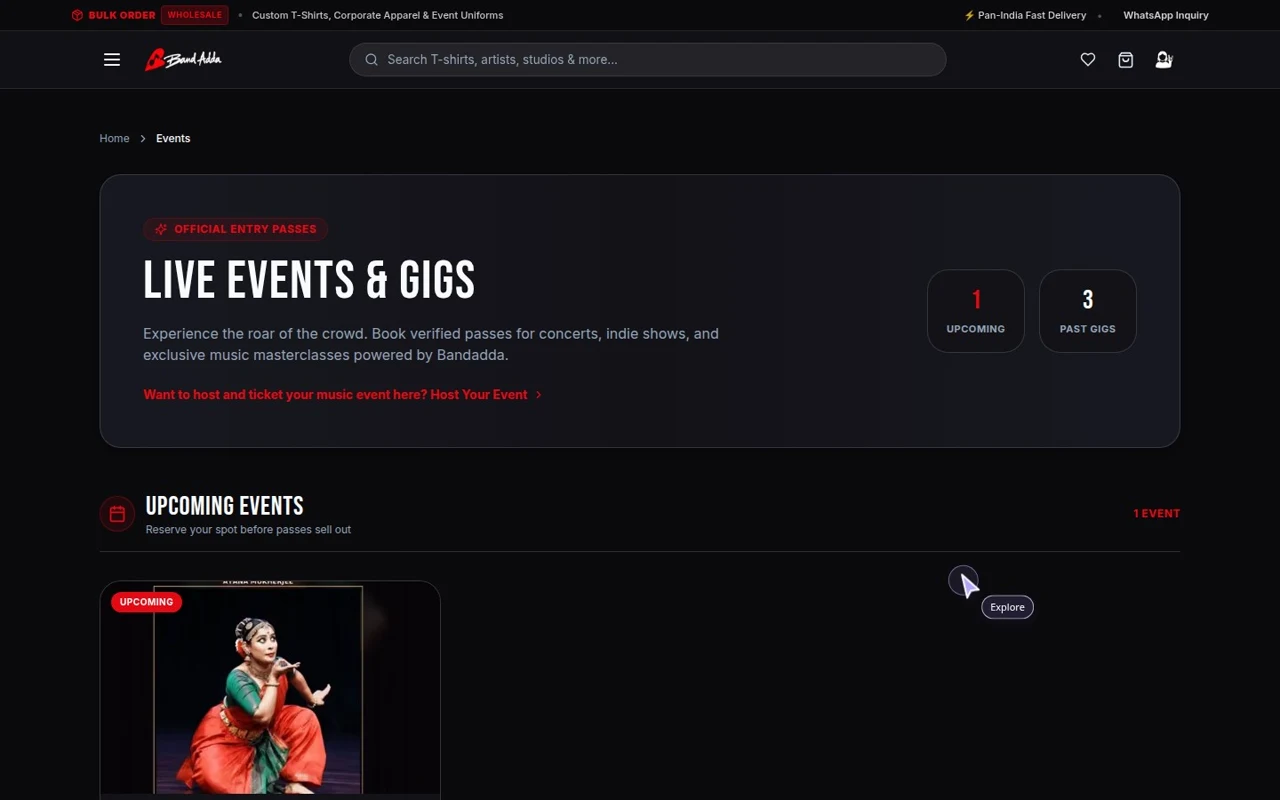 BULK ORDER WHOLESALE • Custom T-Shirts, Corporate Apparel & Event Uniforms
⚡ Pan-India Fast Delivery • WhatsApp Inquiry
Band Adda
Search T-shirts, artists, studios & more...
Home > Events
OFFICIAL ENTRY PASSES
LIVE EVENTS & GIGS
Experience the roar of the crowd. Book verified passes for concerts, indie shows, and
exclusive music masterclasses powered by Bandadda.
Want to host and ticket your music event here? Host Your Event >
1
UPCOMING
3
PAST GIGS
UPCOMING EVENTS
Reserve your spot before passes sell out
1 EVENT
AYANA MUKHERJEE
UPCOMING
Explore